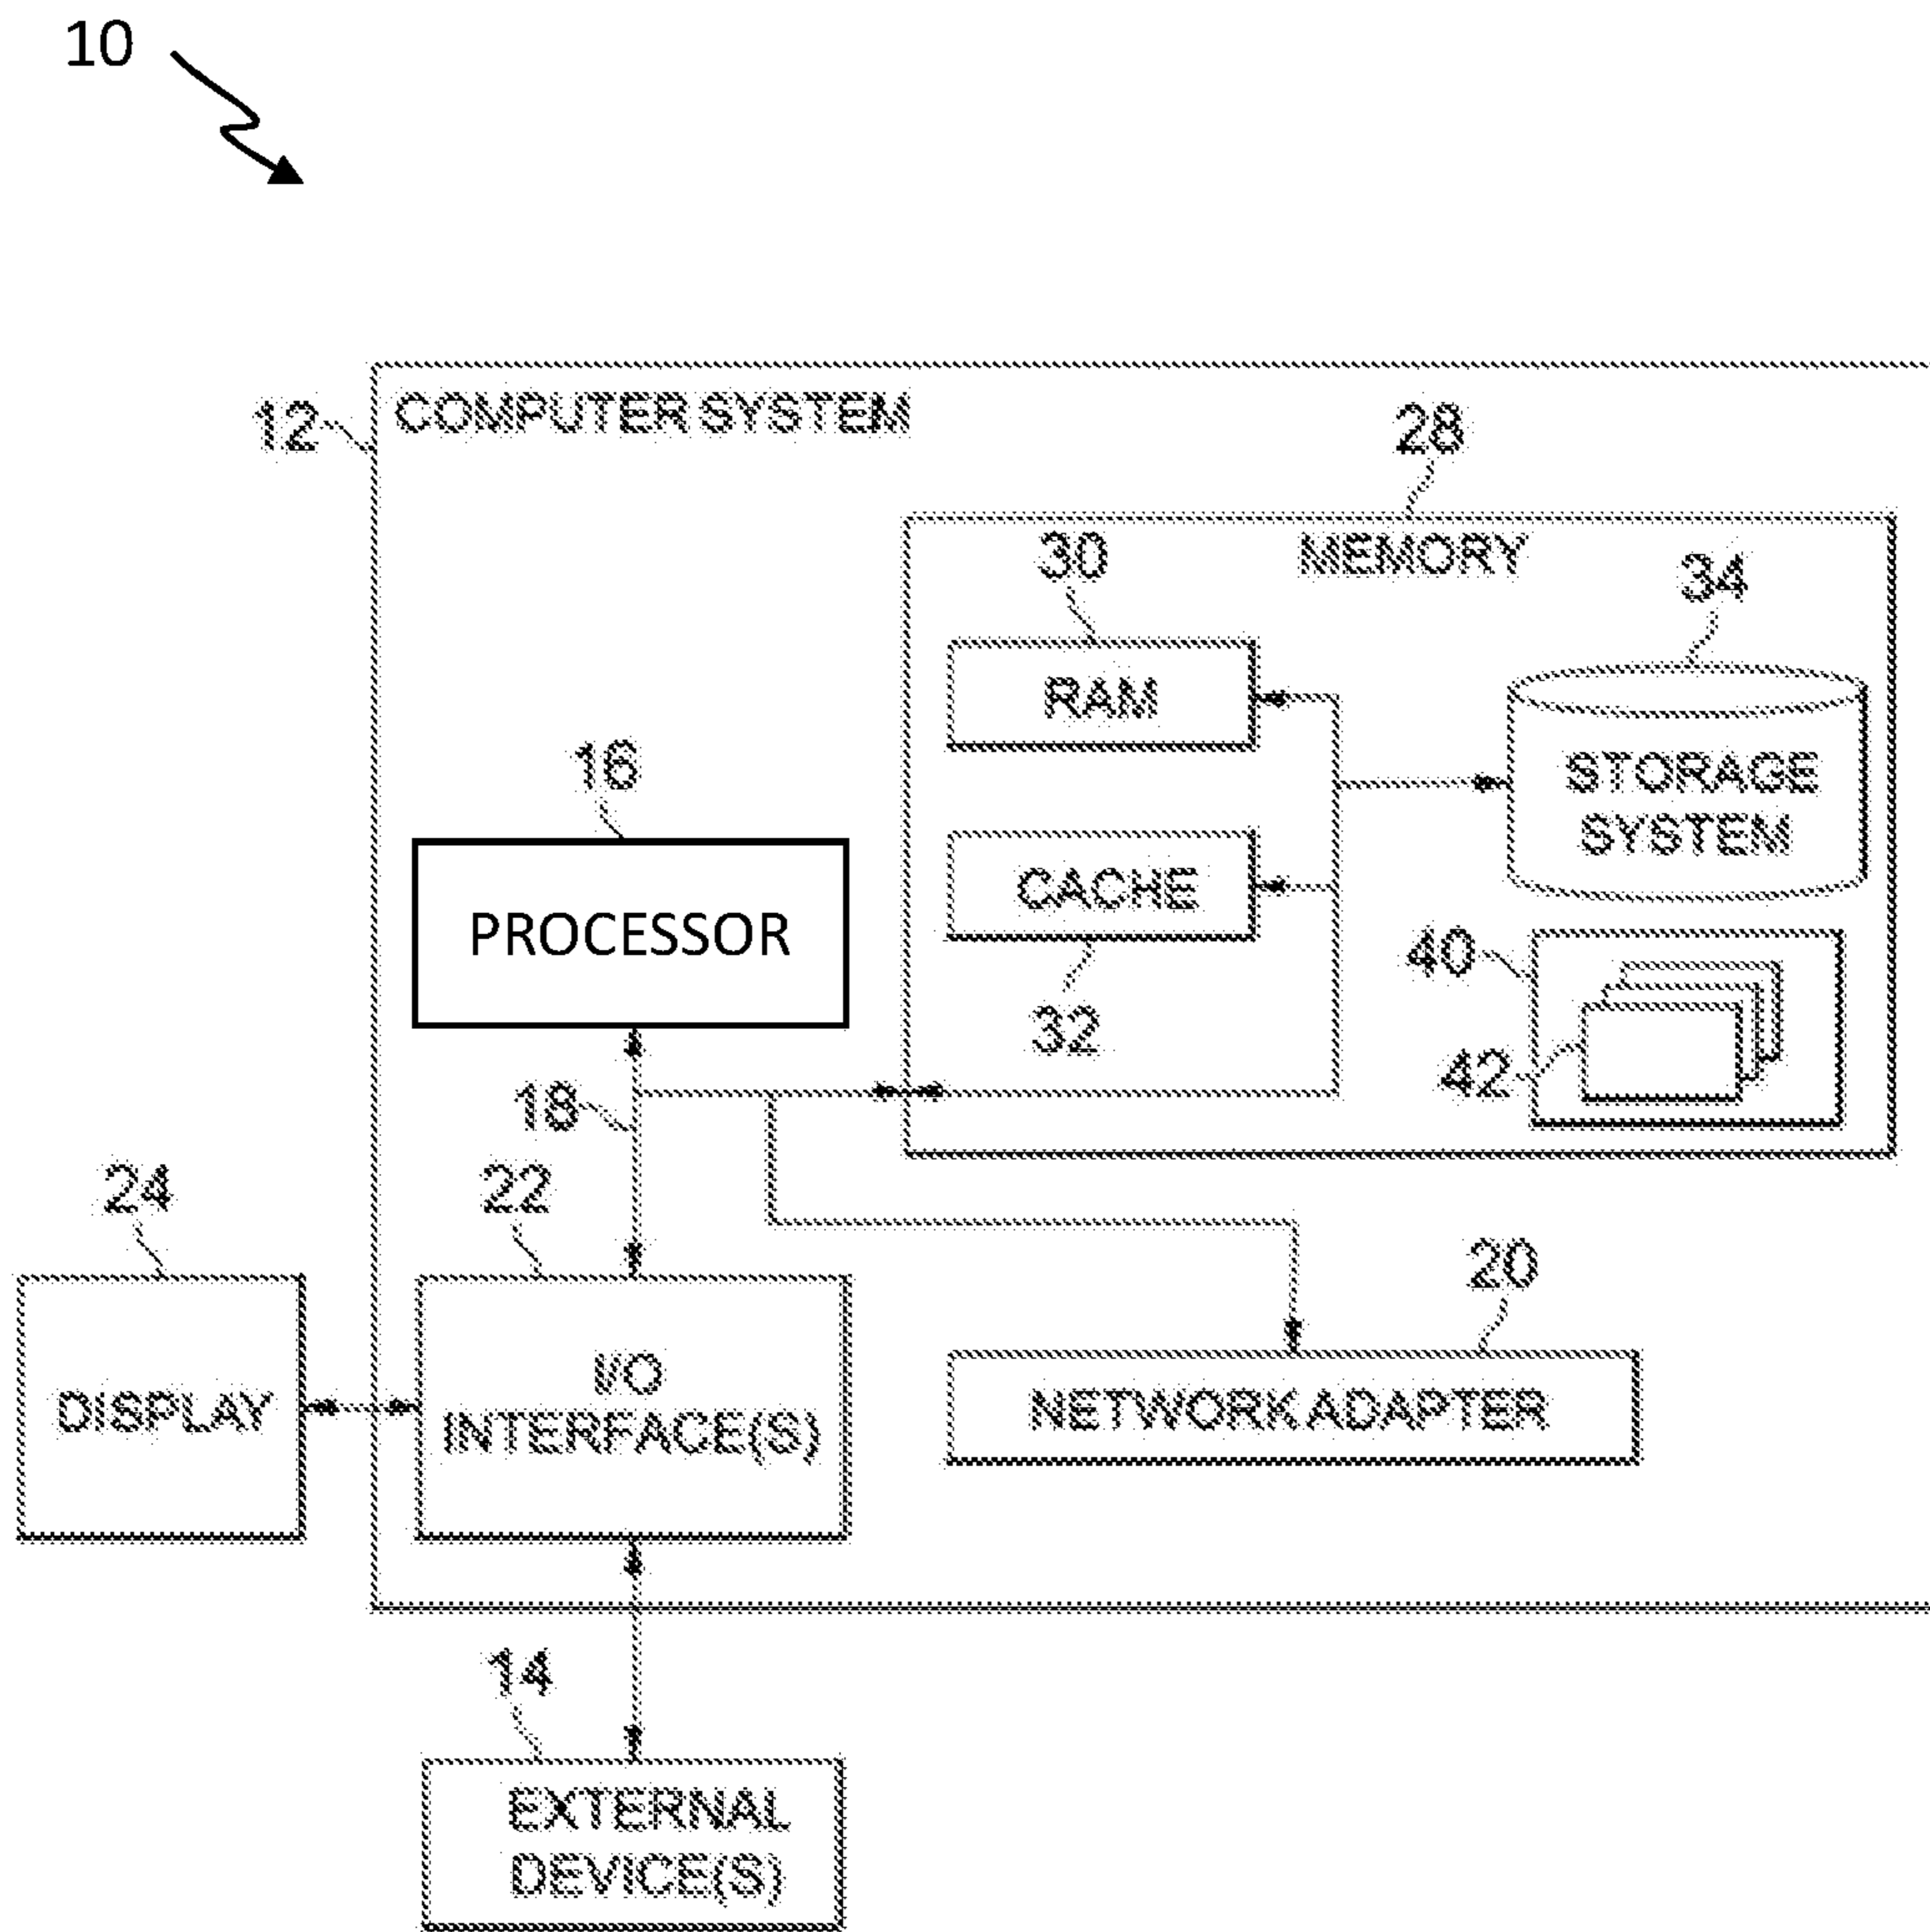 10
12
COMPUTER SYSTEM
28
MEMORY
30
34
RAM
STORAGE
SYSTEM
16
PROCESSOR
CACHE
32
40
42
18
24
22
20
DISPLAY
I/O
INTERFACE(S)
NETWORK ADAPTER
14
EXTERNAL
DEVICE(S)